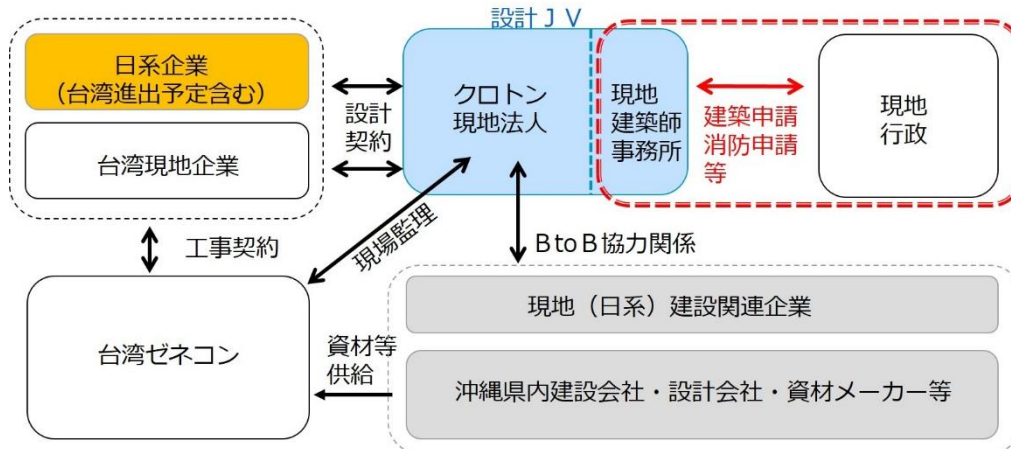 設計ＪＶ
日系企業
（台湾進出予定含む）
台湾現地企業
設計
契約
クロトン
現地法人
現地
建築師
事務所
建築申請
消防申請
等
現地
行政
工事契約
現場監理
ＢtoＢ協力関係
台湾ゼネコン
資材等
供給
現地（日系）建設関連企業
沖縄県内建設会社・設計会社・資材メーカー等